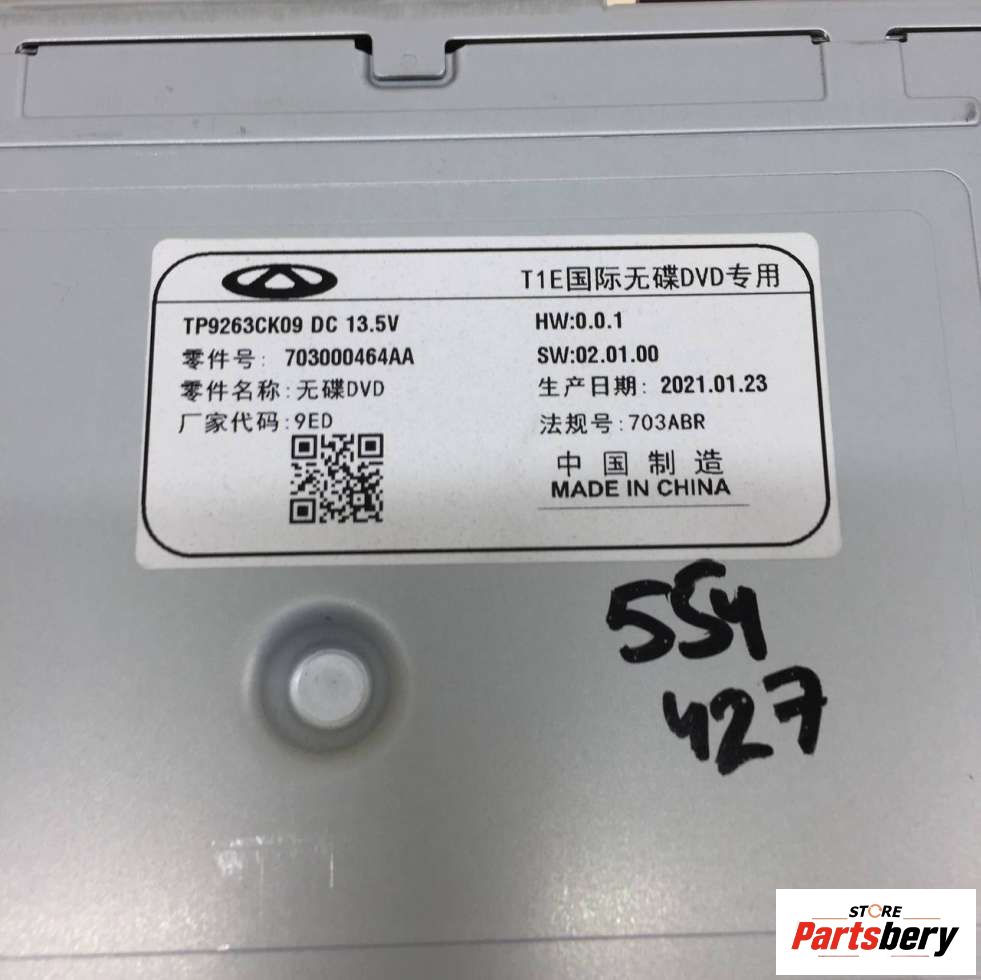 T1E国际无碟DVD专用
TP9263CK09 DC 13.5V
零件号: 703000464AA
零件名称:无碟DVD
厂家代码:9ED
HW:0.0.1
SW:02.01.00
生产日期: 2021.01.23
法规号:703ABR
中国制造
MADE IN CHINA
554
427
STORE
Partsbery